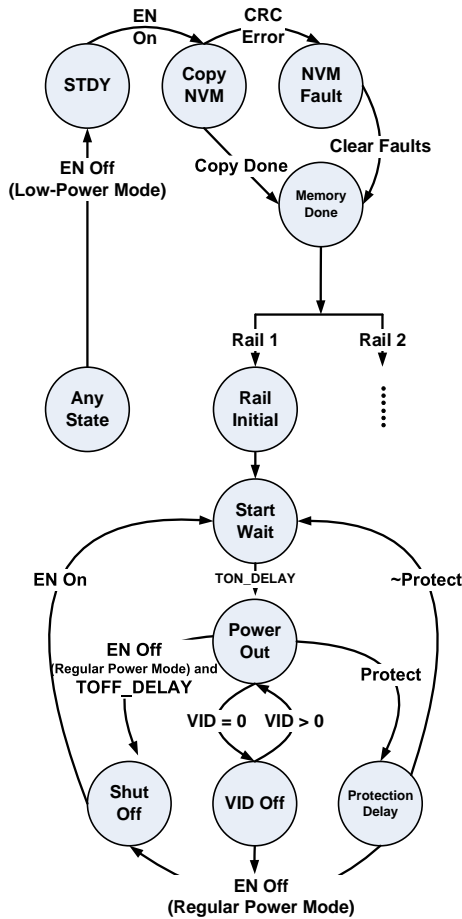 EN
On
CRC
Error
STDY
Copy
NVM
NVM
Fault
EN Off
(Low-Power Mode)
Copy Done
Clear Faults
Memory
Done
Rail 1
Rail 2
Any
State
Rail
Initial
Start
Wait
EN On
TON_DELAY
~Protect
Power
Out
EN Off
(Regular Power Mode) and
TOFF_DELAY
Protect
VID = 0
VID > 0
Shut
Off
VID Off
Protection
Delay
EN Off
(Regular Power Mode)